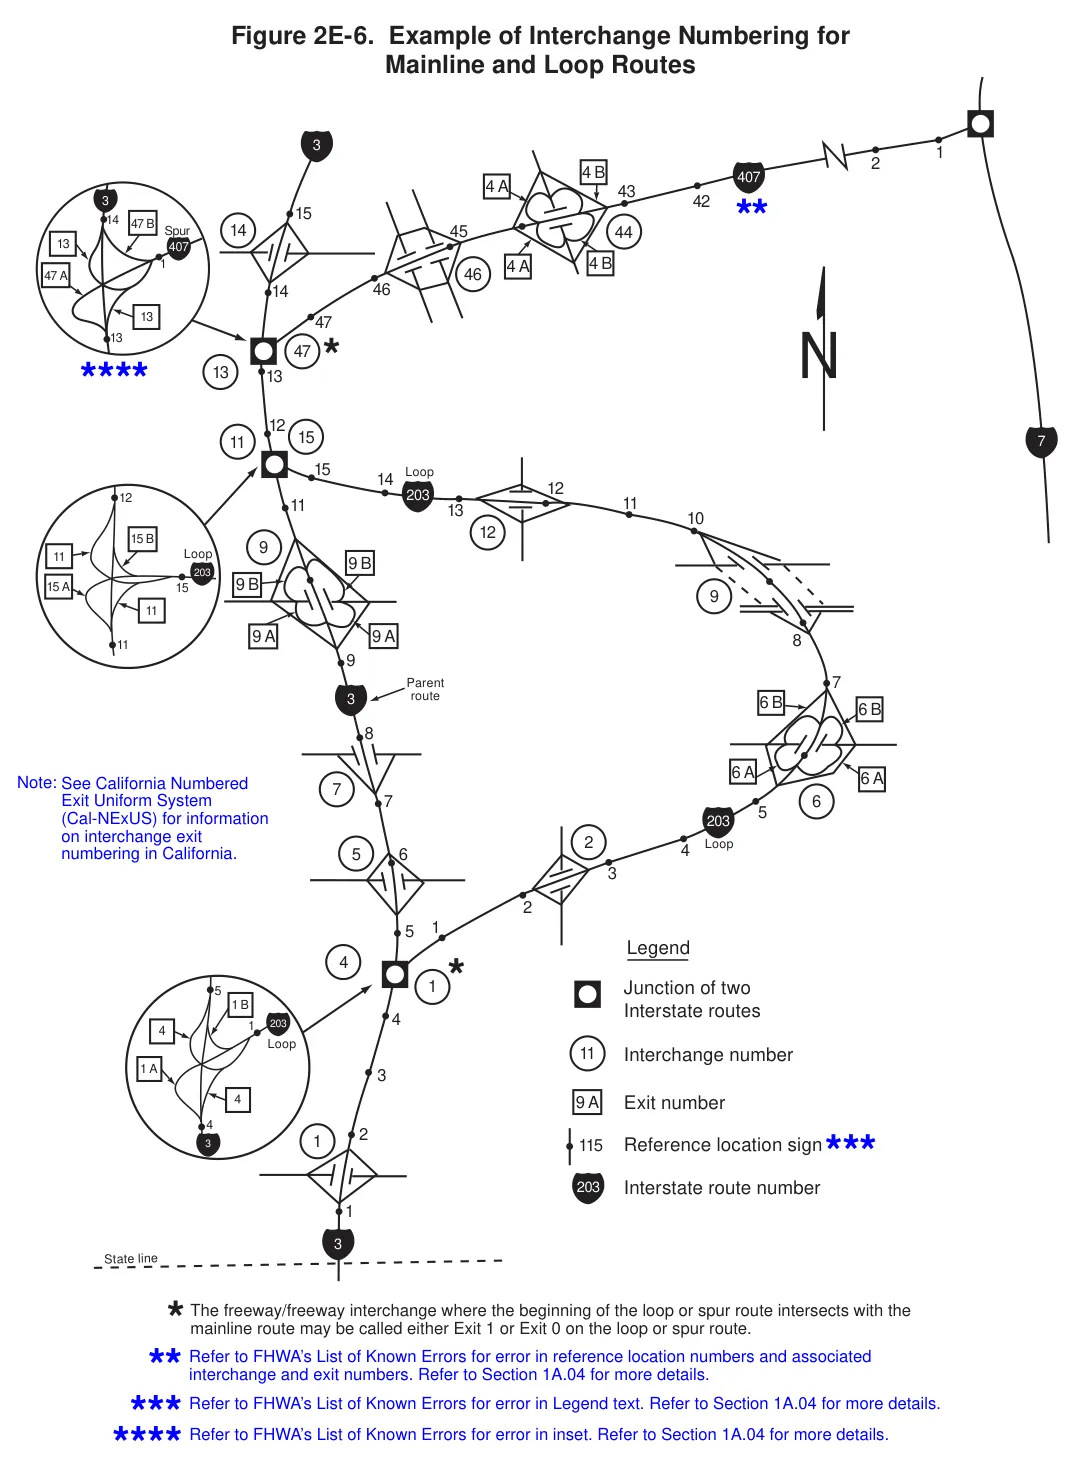 Figure 2E-6.  Example of Interchange Numbering for
Mainline and Loop Routes
3
14
47 B
13
Spur
407
1
47 A
13
13
****
3
15
14
14
47
47 *
13
13
46
46
45
4 A
4 B
4 A
4 B
44
43
42
407
**
2
1
N
7
12
11
15
15
11
14
Loop
203
13
12
12
11
10
9
8
7
12
11
15 B
Loop
203
15
15 A
11
11
9
9 B
9 B
9 A
9 A
9
3
Parent
route
8
7
7
6 B
6 B
6 A
6 A
6
5
203
Loop
4
3
2
2
Note: See California Numbered
Exit Uniform System
(Cal-NExUS) for information
on interchange exit
numbering in California.
5
6
5
1
4
1 *
4
3
2
1
1
3
State line
5
1 B
4
1
203
Loop
1 A
4
4
3
Legend
Junction of two
Interstate routes
11 Interchange number
9 A Exit number
115 Reference location sign ***
203 Interstate route number
* The freeway/freeway interchange where the beginning of the loop or spur route intersects with the
mainline route may be called either Exit 1 or Exit 0 on the loop or spur route.
** Refer to FHWA's List of Known Errors for error in reference location numbers and associated
interchange and exit numbers. Refer to Section 1A.04 for more details.
*** Refer to FHWA's List of Known Errors for error in Legend text. Refer to Section 1A.04 for more details.
**** Refer to FHWA's List of Known Errors for error in inset. Refer to Section 1A.04 for more details.